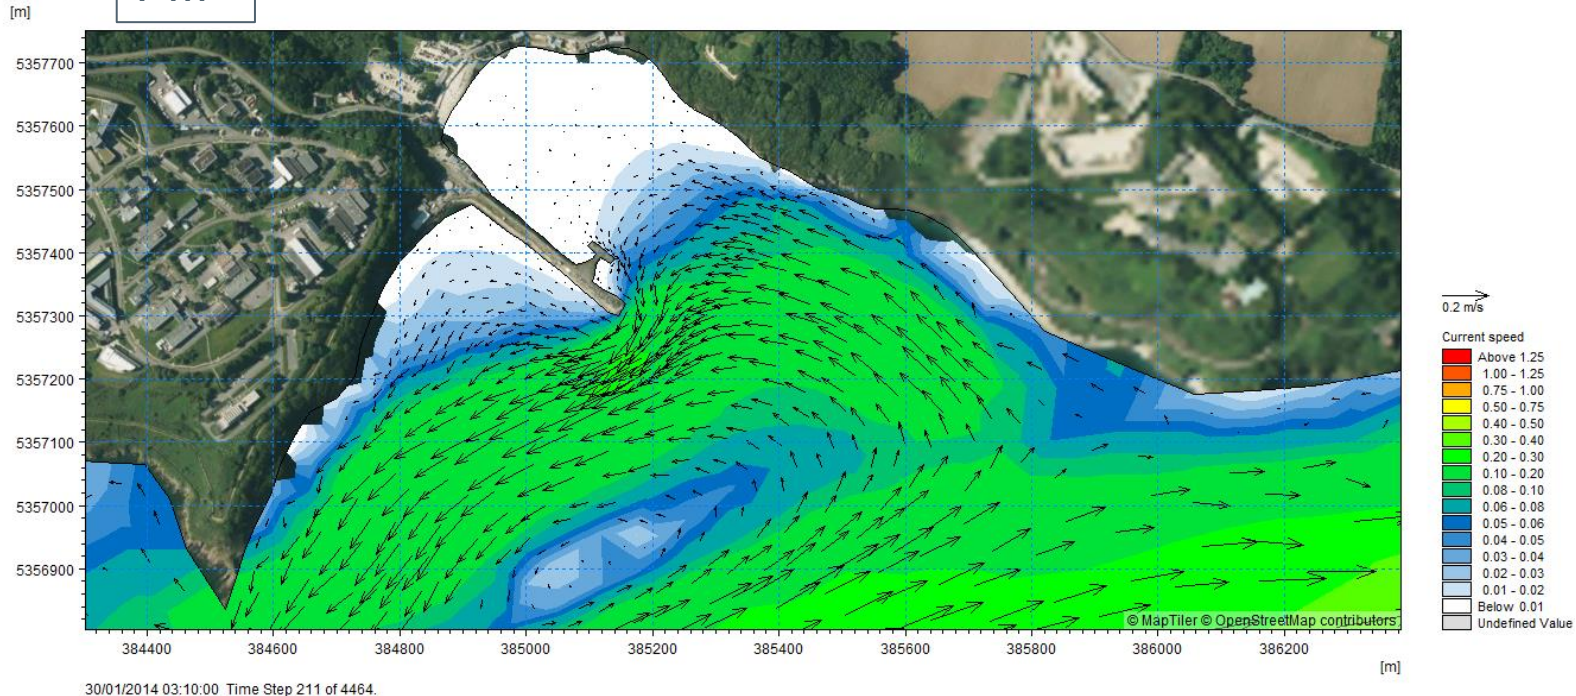 [m]
5357700
5357600
5357500
5357400
5357300
5357200
5357100
5357000
5356900
384400 384600 384800 385000 385200 385400 385600 385800 386000 386200
[m]
© MapTiler © OpenStreetMap contributors
30/01/2014 03:10:00 Time Step 211 of 4464.
0.2 m/s
Current speed
Above 1.25
1.00 - 1.25
0.75 - 1.00
0.50 - 0.75
0.40 - 0.50
0.30 - 0.40
0.20 - 0.30
0.10 - 0.20
0.08 - 0.10
0.06 - 0.08
0.05 - 0.06
0.04 - 0.05
0.03 - 0.04
0.02 - 0.03
0.01 - 0.02
Below 0.01
Undefined Value